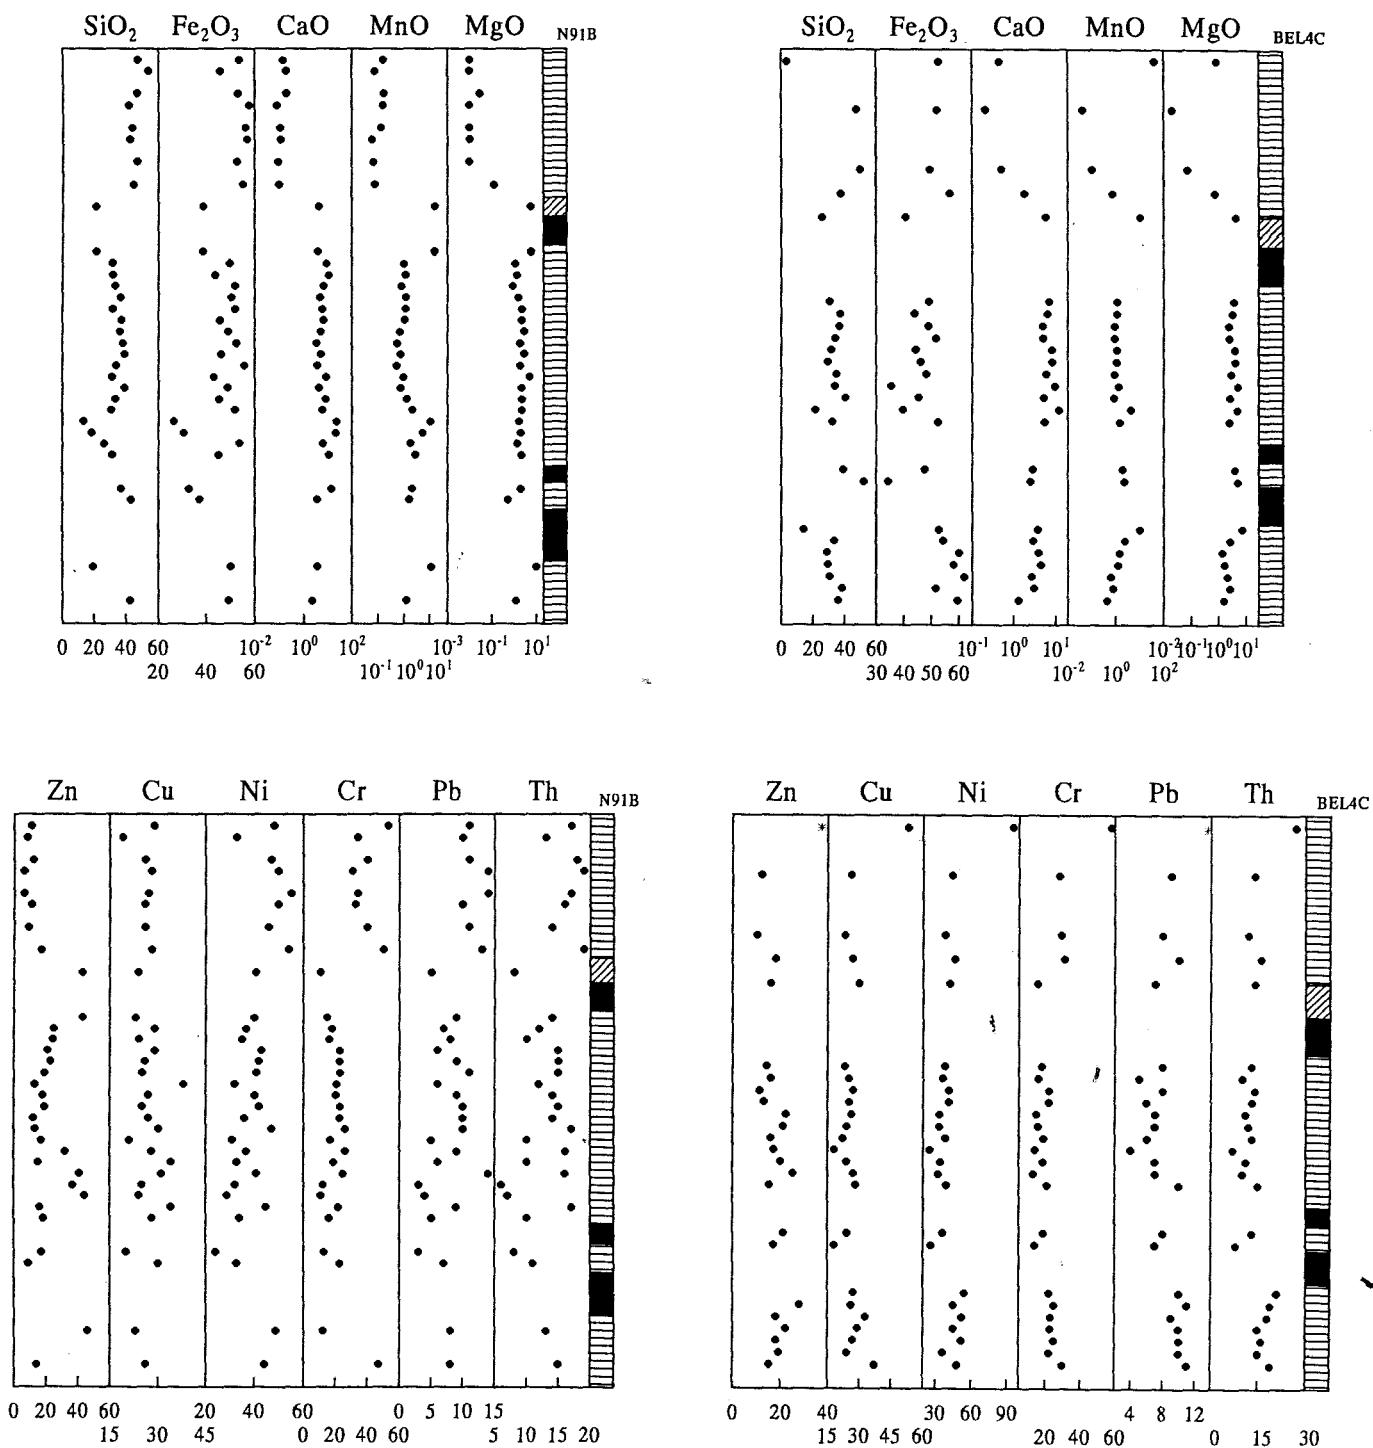 SiO₂ Fe₂O₃ CaO MnO MgO N91B
0 20 40 60 10⁻² 10⁰ 10² 10⁻³ 10⁻¹ 10¹
20 40 60 10⁻¹ 10⁰ 10¹
SiO₂ Fe₂O₃ CaO MnO MgO BEL4C
0 20 40 60 10⁻¹ 10⁰ 10¹ 10⁻² 10⁻¹ 10⁰ 10¹
30 40 50 60 10⁻² 10⁰ 10²
Zn Cu Ni Cr Pb Th N91B
0 20 40 60 20 40 60 0 5 10 15
15 30 45 0 20 40 60 5 10 15 20
Zn Cu Ni Cr Pb Th BEL4C
0 20 40 30 60 90 4 8 12
15 30 45 60 0 20 40 60 0 15 30